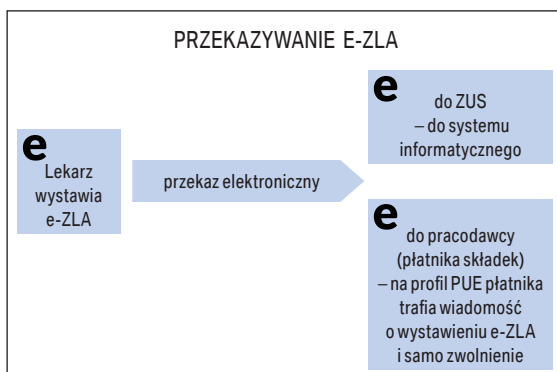 PRZEKAZYWANIE E-ZLA
e
Lekarz
wystawia
e-ZLA
przekaz elektroniczny
e
do ZUS
– do systemu
informatycznego
e
do pracodawcy
(płatnika składek)
– na profil PUE płatnika
trafia wiadomość
o wystawieniu e-ZLA
i samo zwolnienie